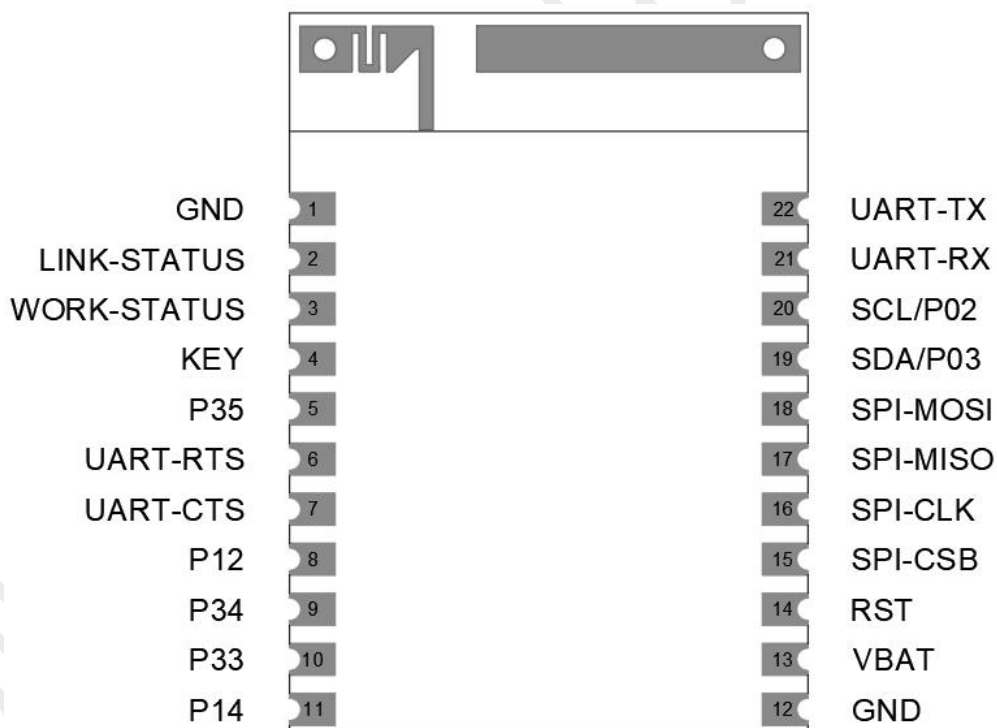 GND 1 22 UART-TX
LINK-STATUS 2 21 UART-RX
WORK-STATUS 3 20 SCL/P02
KEY 4 19 SDA/P03
P35 5 18 SPI-MOSI
UART-RTS 6 17 SPI-MISO
UART-CTS 7 16 SPI-CLK
P12 8 15 SPI-CSB
P34 9 14 RST
P33 10 13 VBAT
P14 11 12 GND